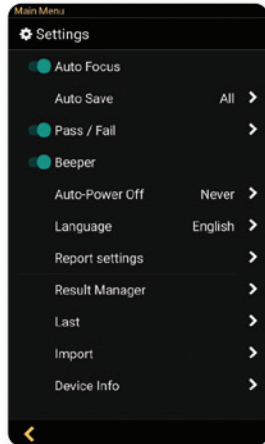 Main Menu
Settings
Auto Focus
Auto Save All
Pass / Fail
Beeper
Auto-Power Off Never
Language English
Report settings
Result Manager
Last
Import
Device Info